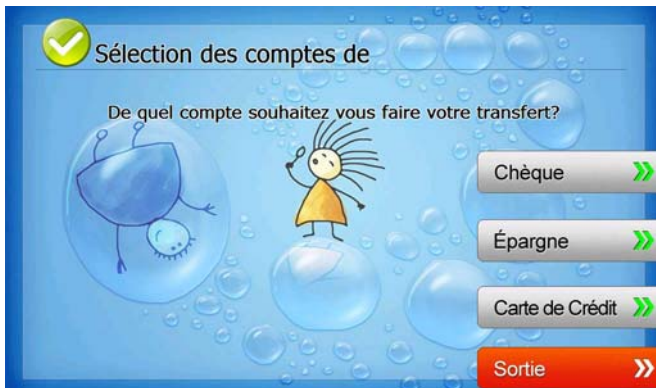 Sélection des comptes de
De quel compte souhaitez vous faire votre transfert?
Chèque
Épargne
Carte de Crédit
Sortie